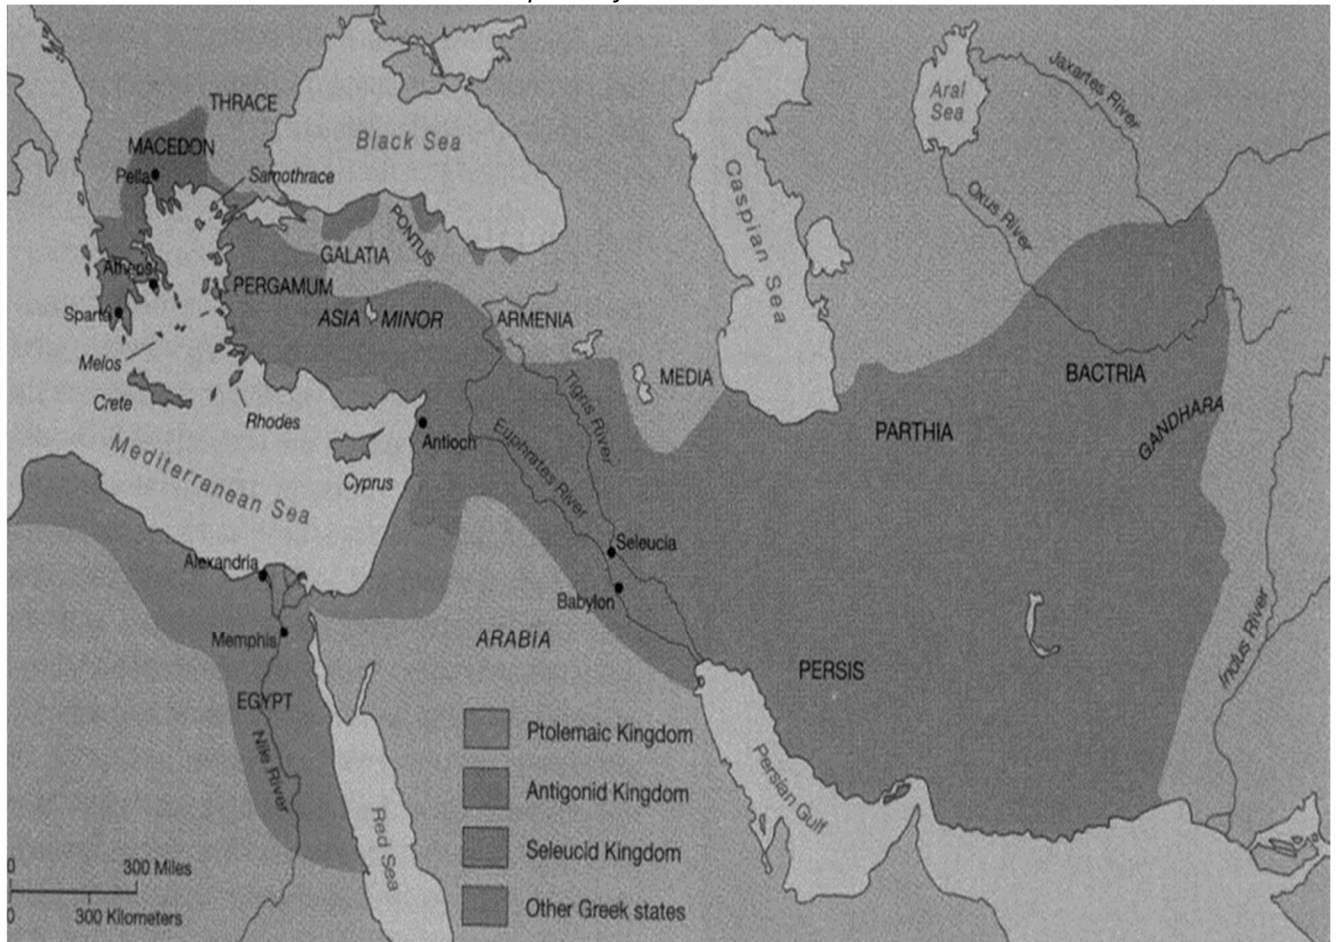 THRACE
MACEDON
Pella
Samothrace
Black Sea
Caspian Sea
Aral
Sea
Jaxartes River
Oxus River
PONTUS
GALATIA
Athens
PERGAMUM
Sparta
ASIA MINOR
ARMENIA
Melos
Crete
Rhodes
MEDIA
BACTRIA
GANDHARA
PARTHIA
Tigris River
Antioch
Euphrates River
Mediterranean Sea
Cyprus
Seleucia
Alexandria
Babylon
Memphis
ARABIA
PERSIS
Indus River
EGYPT
Nile River
Red Sea
Persian Gulf
Ptolemaic Kingdom
Antigonid Kingdom
Seleucid Kingdom
Other Greek states
0 300 Miles
0 300 Kilometers